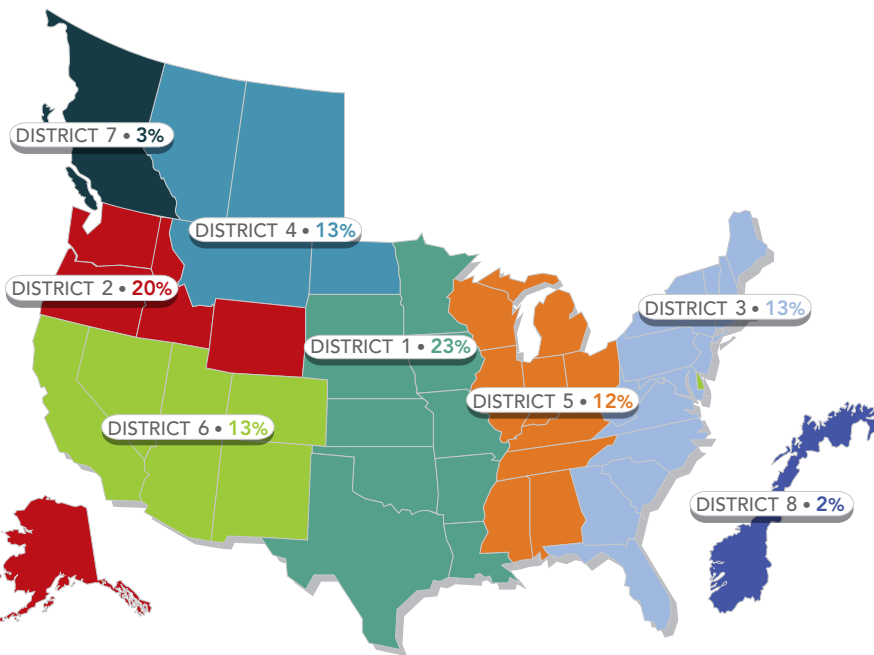 DISTRICT 7 • 3%
DISTRICT 4 • 13%
DISTRICT 2 • 20%
DISTRICT 3 • 13%
DISTRICT 1 • 23%
DISTRICT 5 • 12%
DISTRICT 6 • 13%
DISTRICT 8 • 2%